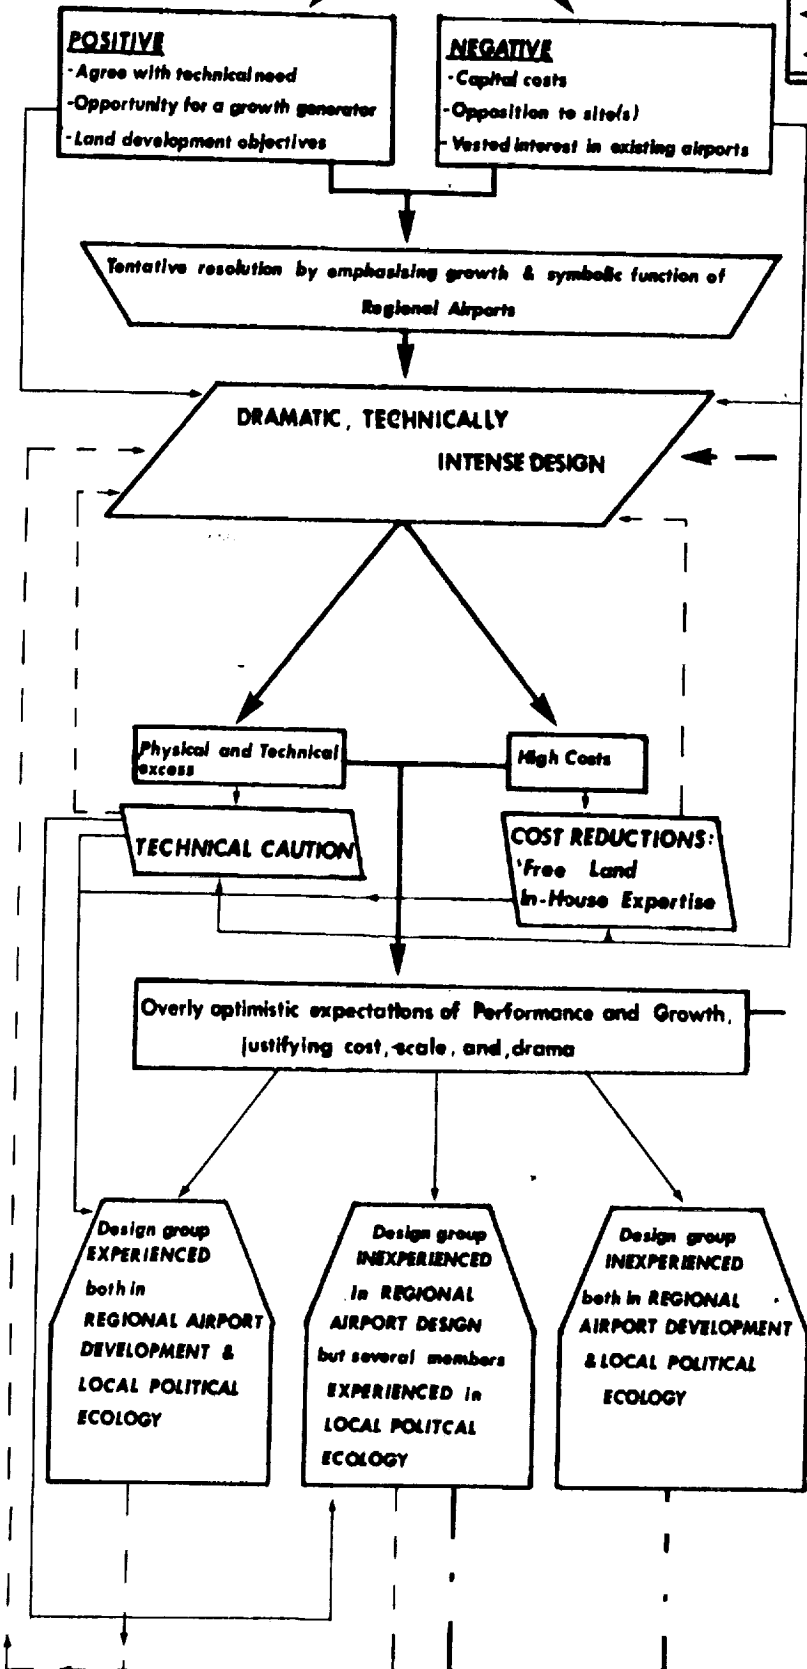 POSITIVE
-Agree with technical need
-Opportunity for a growth generator
-Land development objectives
NEGATIVE
-Capital costs
-Opposition to site(s)
-Vested interest in existing airports
Tentative resolution by emphasising growth & symbolic function of
Regional Airports
DRAMATIC, TECHNICALLY
INTENSE DESIGN
Physical and Technical
excess
High Costs
TECHNICAL CAUTION
COST REDUCTIONS:
'Free Land
In-House Expertise
Overly optimistic expectations of Performance and Growth,
justifying cost, scale, and, drama
Design group
EXPERIENCED
both in
REGIONAL AIRPORT
DEVELOPMENT &
LOCAL POLITICAL
ECOLOGY
Design group
INEXPERIENCED
in REGIONAL
AIRPORT DESIGN
but several members
EXPERIENCED in
LOCAL POLITCAL
ECOLOGY
Design group
INEXPERIENCED
both in REGIONAL
AIRPORT DEVELOPMENT
& LOCAL POLITICAL
ECOLOGY